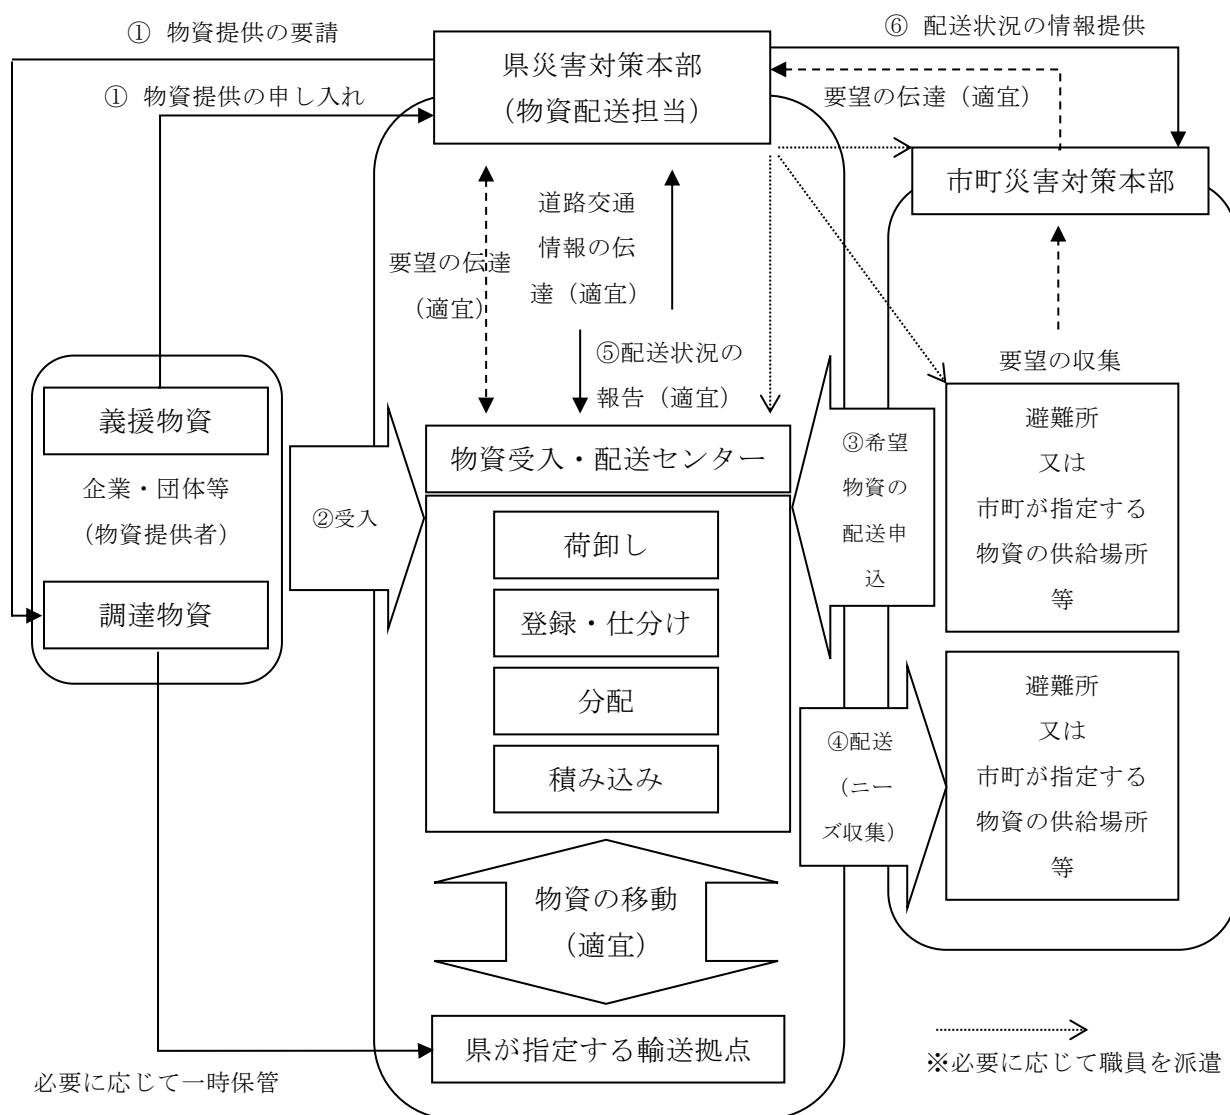 ① 物資提供の要請
① 物資提供の申し入れ
県災害対策本部
（物資配送担当）
⑥ 配送状況の情報提供
要望の伝達（適宜）
市町災害対策本部
要望の伝達
（適宜）
道路交通
情報の伝
達（適宜）
⑤配送状況の
報告（適宜）
要望の収集
義援物資
企業・団体等
（物資提供者）
調達物資
②受入
物資受入・配送センター
荷卸し
登録・仕分け
分配
積み込み
③希望
物資の
配送申
込
避難所
又は
市町が指定する
物資の供給場所
等
④配送
（ニー
ズ収集）
避難所
又は
市町が指定する
物資の供給場所
等
物資の移動
（適宜）
県が指定する輸送拠点
必要に応じて一時保管
※必要に応じて職員を派遣